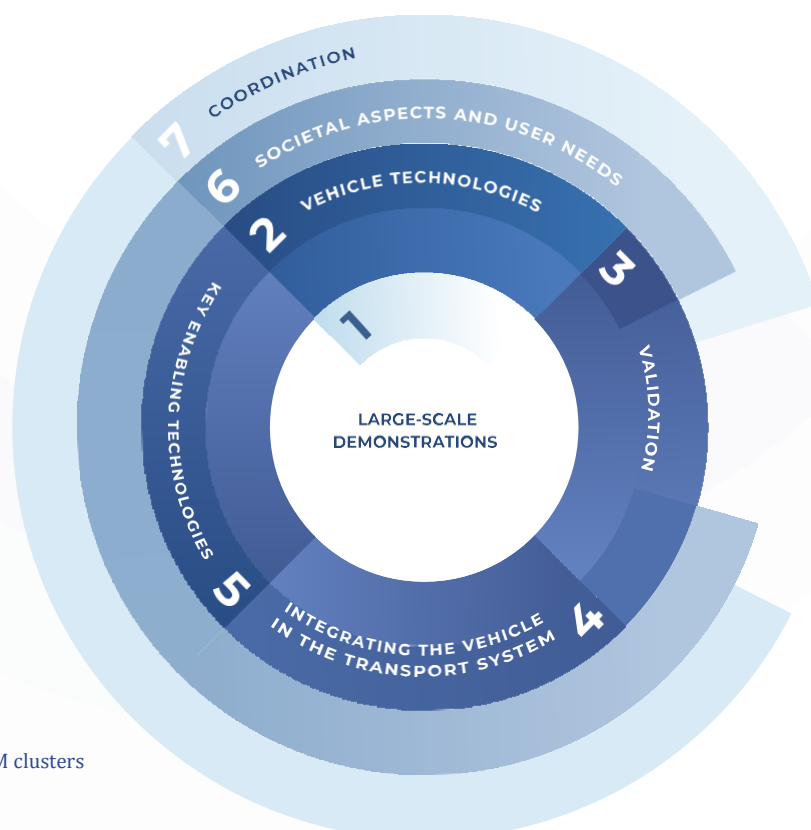 7
COORDINATION
6
SOCIETAL ASPECTS AND USER NEEDS
2
VEHICLE TECHNOLOGIES
3
VALIDATION
1
LARGE-SCALE
DEMONSTRATIONS
KEY ENABLING TECHNOLOGIES
5
INTEGRATING THE VEHICLE
IN THE TRANSPORT SYSTEM
4
M clusters